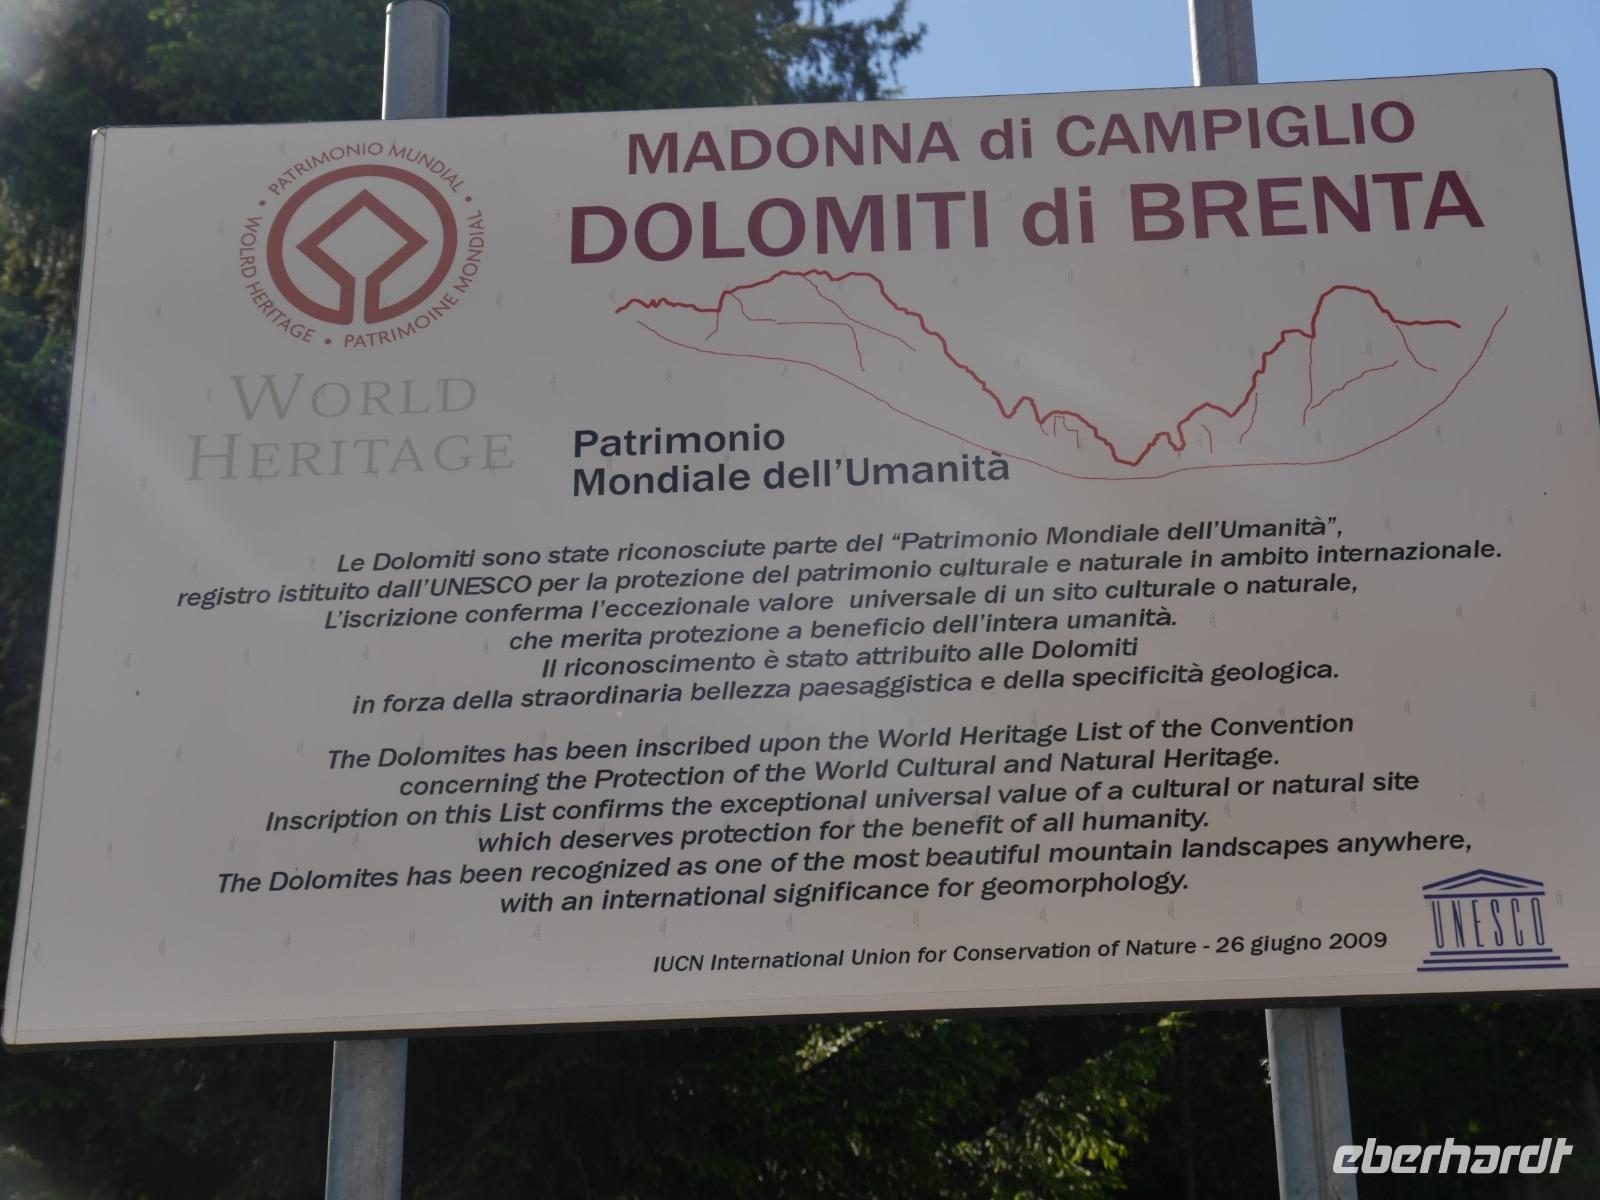 PATRIMONIO MUNDIAL • WOLRD HERITAGE • PATRIMOINE MONDIAL •
WORLD
HERITAGE
MADONNA di CAMPIGLIO
DOLOMITI di BRENTA
Patrimonio
Mondiale dell'Umanità
Le Dolomiti sono state riconosciute parte del “Patrimonio Mondiale dell'Umanità”,
registro istituito dall'UNESCO per la protezione del patrimonio culturale e naturale in ambito internazionale.
L'iscrizione conferma l'eccezionale valore universale di un sito culturale o naturale,
che merita protezione a beneficio dell'intera umanità.
Il riconoscimento è stato attribuito alle Dolomiti
in forza della straordinaria bellezza paesaggistica e della specificità geologica.
The Dolomites has been inscribed upon the World Heritage List of the Convention
concerning the Protection of the World Cultural and Natural Heritage.
Inscription on this List confirms the exceptional universal value of a cultural or natural site
which deserves protection for the benefit of all humanity.
The Dolomites has been recognized as one of the most beautiful mountain landscapes anywhere,
with an international significance for geomorphology.
IUCN International Union for Conservation of Nature - 26 giugno 2009
UNESCO
eberhardt